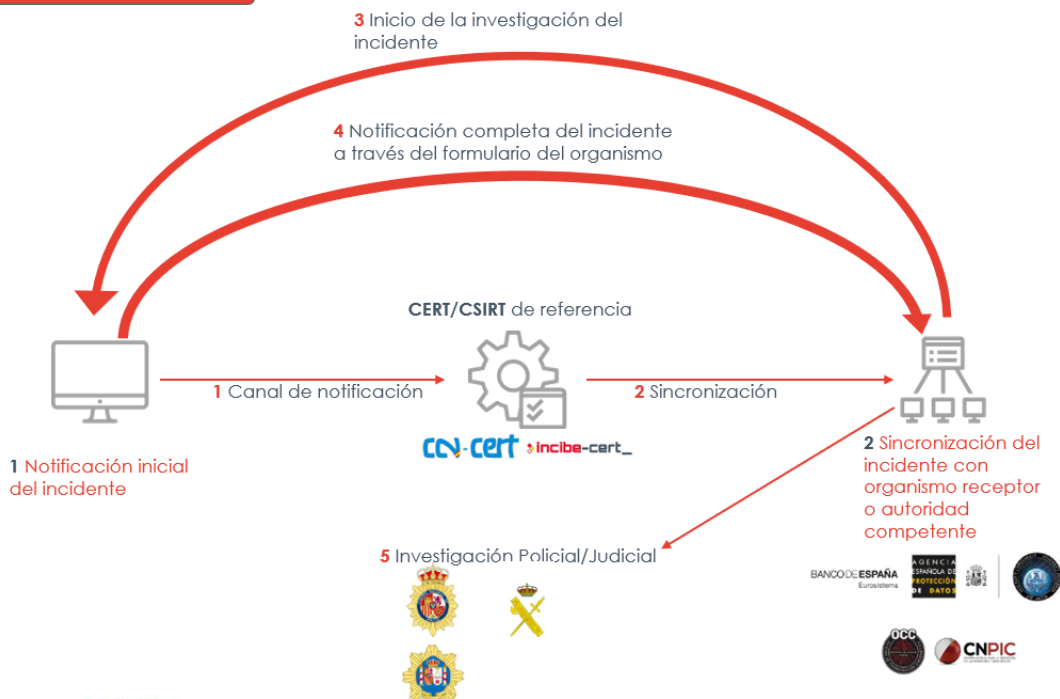 3 Inicio de la investigación del
incidente
4 Notificación completa del incidente
a través del formulario del organismo
CERT/CSIRT de referencia
1 Canal de notificación
2 Sincronización
ccn-cert
incibe-cert_
1 Notificación inicial
del incidente
2 Sincronización del
incidente con
organismo receptor
o autoridad
competente
5 Investigación Policial/Judicial
BANCO DE ESPAÑA
Eurosistema
AGENCIA
ESPAÑOLA DE
PROTECCIÓN
DE DATOS
OCC
CNPIC